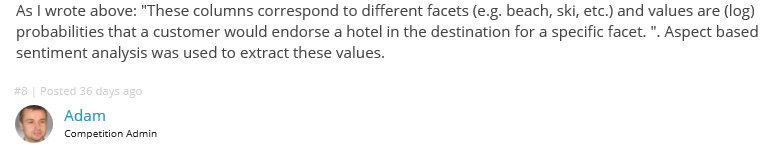 As I wrote above: "These columns correspond to different facets (e.g. beach, ski, etc.) and values are (log)
probabilities that a customer would endorse a hotel in the destination for a specific facet. ". Aspect based
sentiment analysis was used to extract these values.
#8 | Posted 36 days ago
Adam
Competition Admin